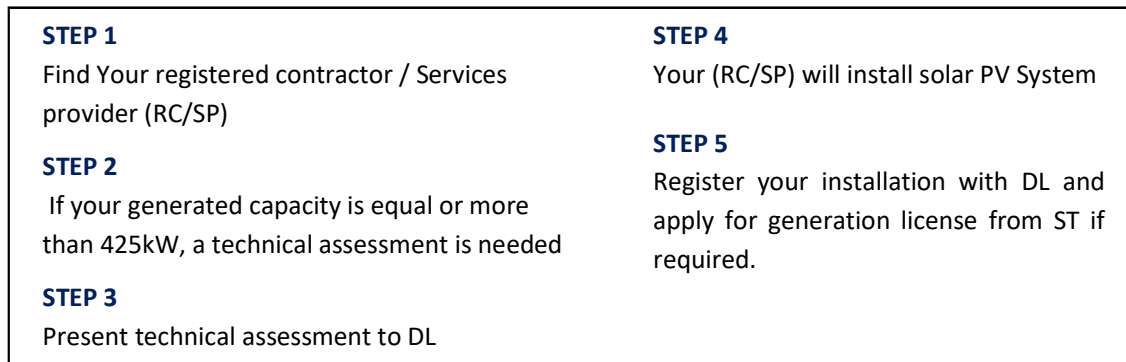 STEP 1
Find Your registered contractor / Services
provider (RC/SP)
STEP 2
If your generated capacity is equal or more
than 425kW, a technical assessment is needed
STEP 3
Present technical assessment to DL
STEP 4
Your (RC/SP) will install solar PV System
STEP 5
Register your installation with DL and
apply for generation license from ST if
required.